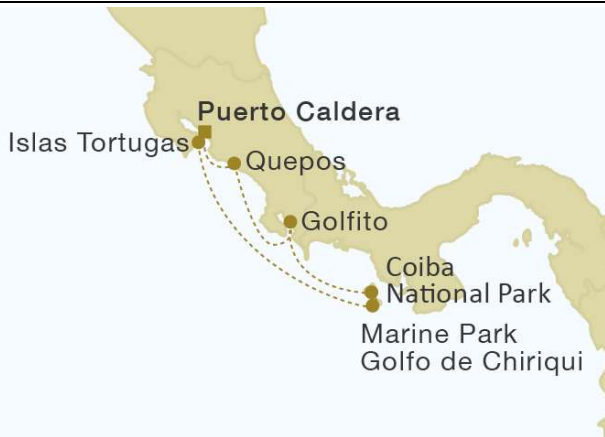 Puerto Caldera
Islas Tortugas
Quepos
Golfito
Coiba
National Park
Marine Park
Golfo de Chiriqui